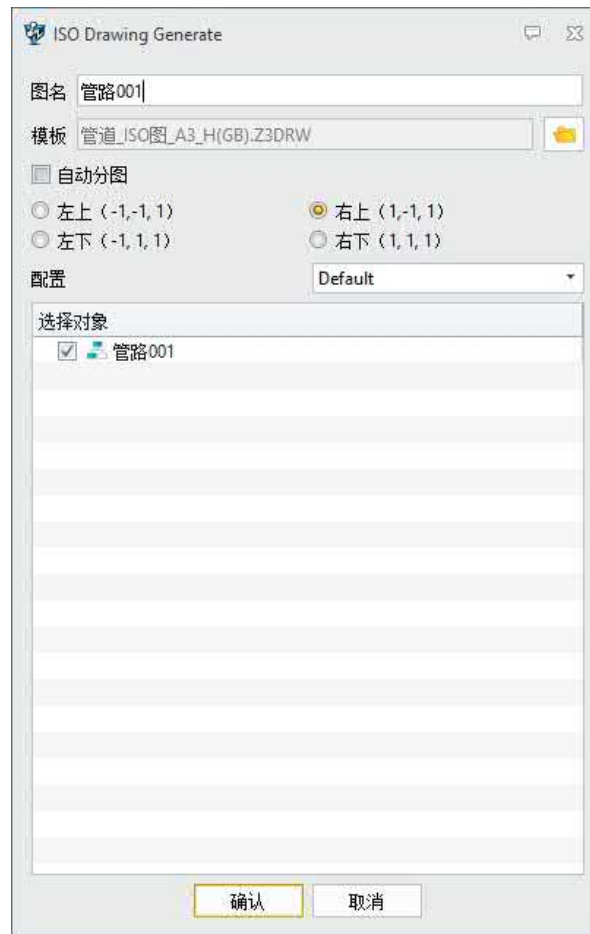 ISO Drawing Generate
图名 管路001
模板 管道_ISO图_A3_H(GB).Z3DRW
自动分图
左上 (-1,-1, 1) 右上 (1,-1, 1)
左下 (-1, 1, 1) 右下 (1, 1, 1)
配置 Default
选择对象
管路001
确认 取消